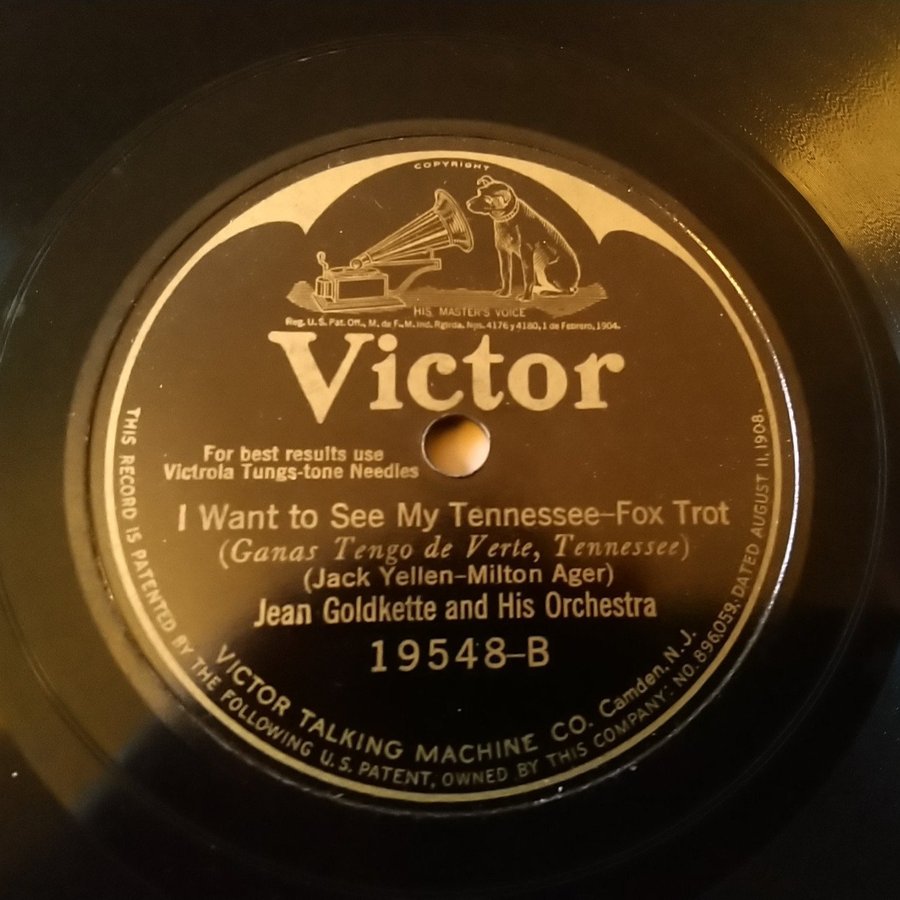 COPYRIGHT
HIS MASTER'S VOICE
Reg. U.S. Pat. Off., M. de F., M. Ind. Rgtrda. Nos. 4176 y 4180, 1 de Febrero, 1904.
Victor
For best results use
Victrola Tungs-tone Needles
I Want to See My Tennessee–Fox Trot
(Ganas Tengo de Verte, Tennessee)
(Jack Yellen–Milton Ager)
Jean Goldkette and His Orchestra
19548–B
VICTOR TALKING MACHINE CO. Camden, N.J.
THIS RECORD IS PATENTED BY THE FOLLOWING U.S. PATENT, OWNED BY THIS COMPANY: NO. 896,059, DATED AUGUST 11, 1908.